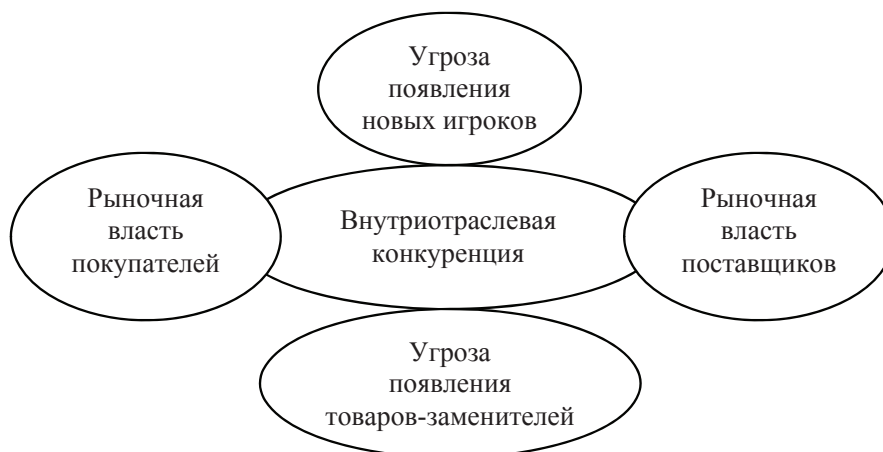 Угроза
появления
новых игроков
Рыночная
власть
покупателей
Внутриотраслевая
конкуренция
Рыночная
власть
поставщиков
Угроза
появления
товаров-заменителей